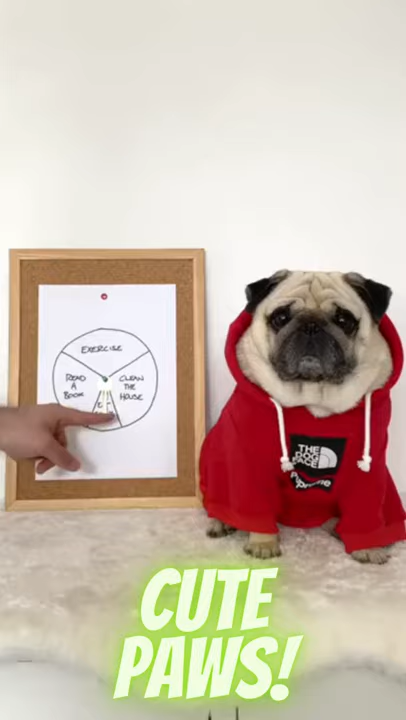 EXERCISE
READ
A
BOOK
CLEAN
THE
HOUSE
THE
DOG
FACE
CUTE
PAWS!